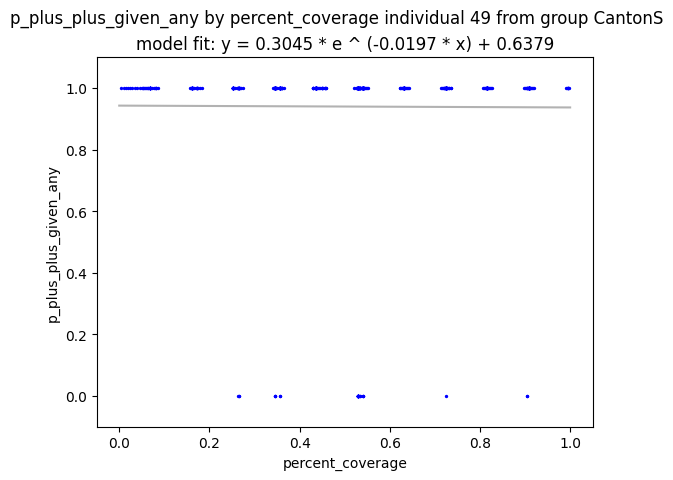 p_plus_plus_given_any by percent_coverage individual 49 from group CantonS
model fit: y = 0.3045 * e ^ (-0.0197 * x) + 0.6379
p_plus_plus_given_any
1.0
0.8
0.6
0.4
0.2
0.0
0.0 0.2 0.4 0.6 0.8 1.0
percent_coverage